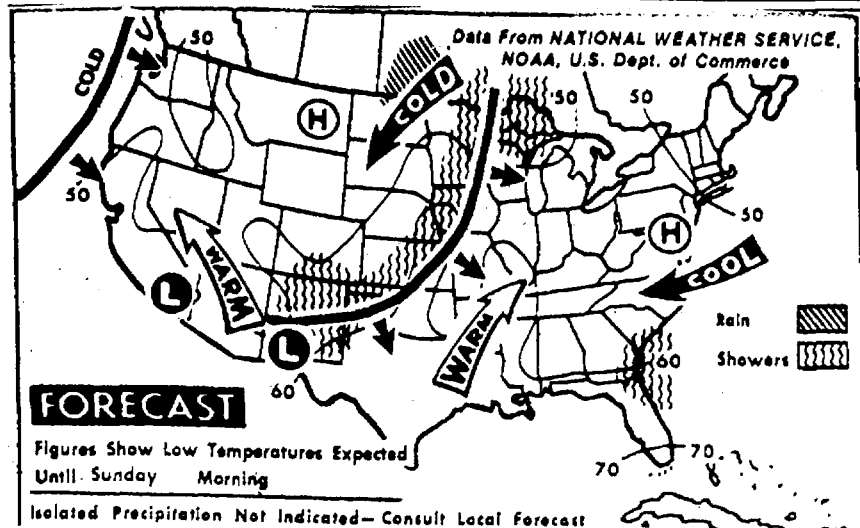 Data From NATIONAL WEATHER SERVICE,
NOAA, U.S. Dept. of Commerce
COLD
50
COLD
50
50
H
50
50
H
WARM
COOL
L
L
WARM
Rain
Showers
60
60
70
70
FORECAST
Figures Show Low Temperatures Expected
Until Sunday Morning
Isolated Precipitation Not Indicated— Consult Local Forecast